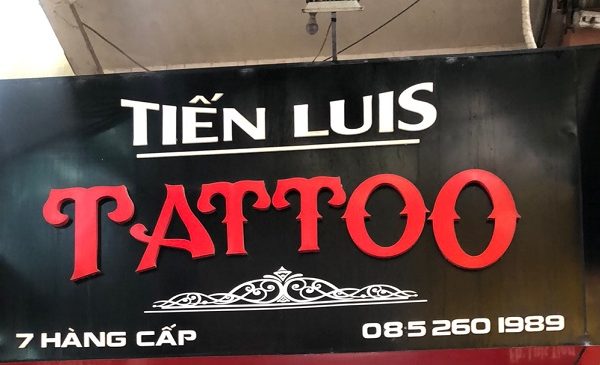 TIẾN LUIS
TATTOO
7 HÀNG CẤP
085 260 1989